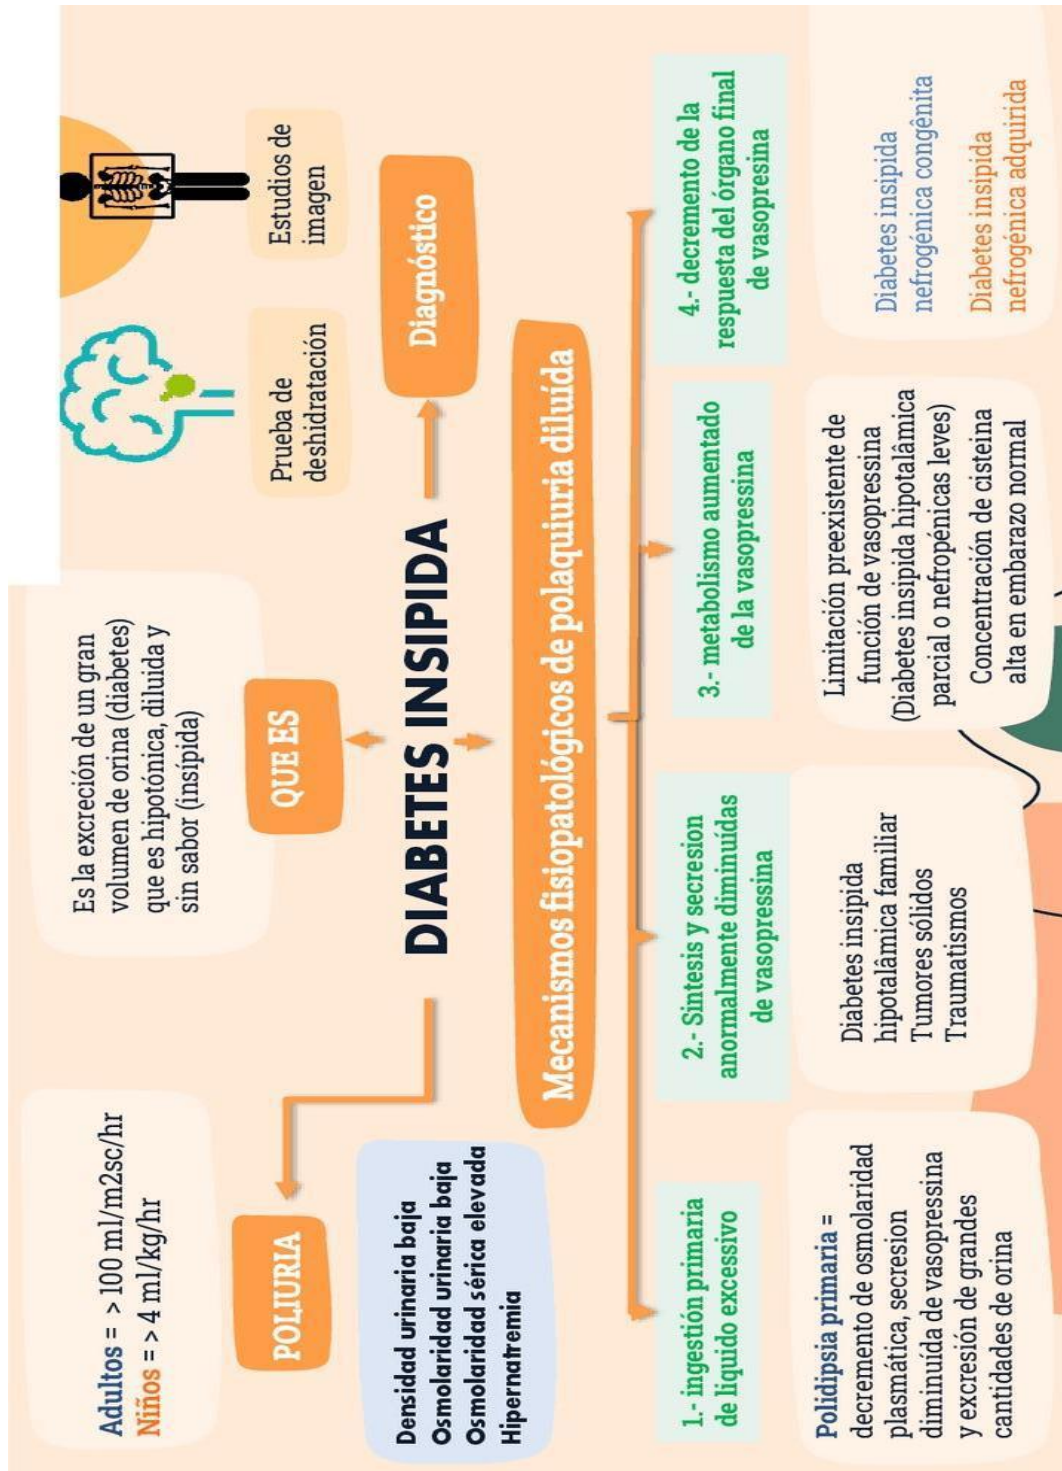 Adultos = > 100 ml/m2sc/hr
Niños = > 4 ml/kg/hr
POLIURIA
Densidad urinaria baja
Osmolaridad urinaria baja
Osmolaridad sérica elevada
Hipernatremia
Es la excreción de un gran
volumen de orina (diabetes)
que es hipotónica, diluida y
sin sabor (insípida)
QUE ES
DIABETES INSIPIDA
Prueba de
deshidratación
Estudios de
imagen
Diagnóstico
Mecanismos fisiopatológicos de polaquiuria diluída
1.- ingestión primaria
de liquido excessivo
Polidipsia primaria =
decremento de osmolaridad
plasmática, secresion
diminuída de vasopressina
y excresión de grandes
cantidades de orina
2.- Sintesis y secresion
anormalmente diminuídas
de vasopressina
Diabetes insipida
hipotalâmica familiar
Tumores sólidos
Traumatismos
3.- metabolismo aumentado
de la vasopressina
Limitación preexistente de
función de vasopressina
(Diabetes insipida hipotalâmica
parcial o nefropénicas leves)
Concentración de cisteina
alta en embarazo normal
4.- decremento de la
respuesta del órgano final
de vasopresina
Diabetes insipida
nefrogénica congênita
Diabetes insipida
nefrogénica adquirida